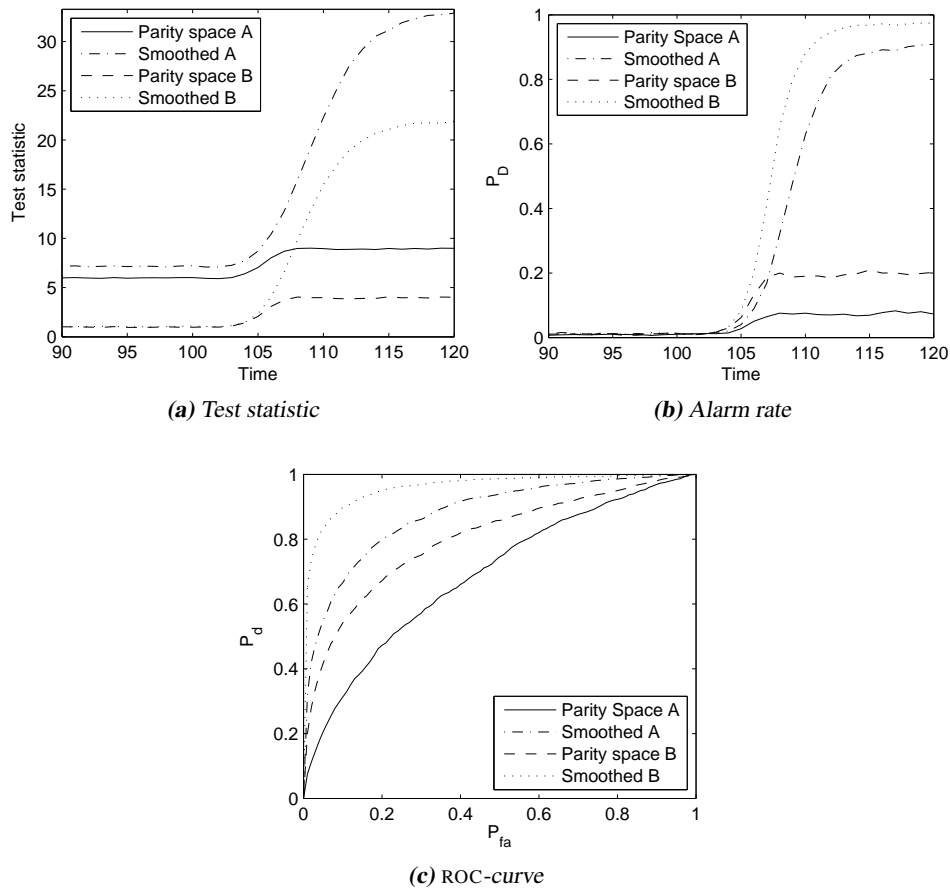 Parity space A
Smoothed A
Parity space B
Smoothed B
30
25
20
15
10
5
0
90 95 100 105 110 115 120
Test statistic
Time
(a) Test statistic
Parity Space A
Smoothed A
Parity space B
Smoothed B
1
0.8
0.6
0.4
0.2
0
90 95 100 105 110 115 120
P_D
Time
(b) Alarm rate
1
0.8
0.6
0.4
0.2
0
P_d
Parity Space A
Smoothed A
Parity space B
Smoothed B
0 0.2 0.4 0.6 0.8 1
P_fa
(c) ROC-curve